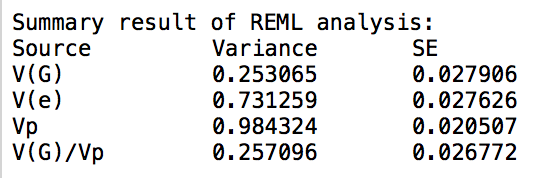 Summary result of REML analysis:
Source Variance SE
V(G) 0.253065 0.027906
V(e) 0.731259 0.027626
Vp 0.984324 0.020507
V(G)/Vp 0.257096 0.026772